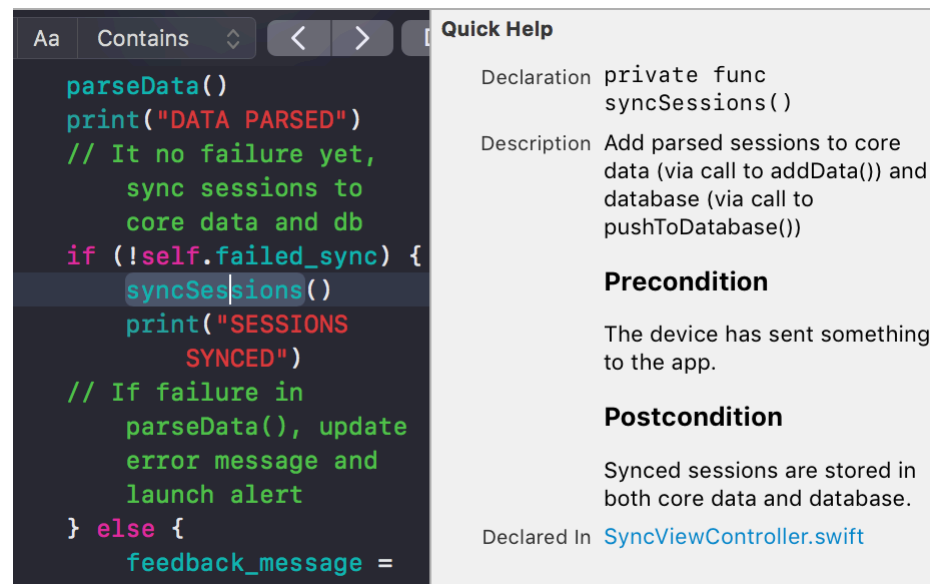 Aa Contains
parseData()
print("DATA PARSED")
// It no failure yet,
sync sessions to
core data and db
if (!self.failed_sync) {
syncSessions()
print("SESSIONS
SYNCED")
// If failure in
parseData(), update
error message and
launch alert
} else {
feedback_message =
Quick Help
Declaration private func
syncSessions()
Description Add parsed sessions to core
data (via call to addData()) and
database (via call to
pushToDatabase())
Precondition
The device has sent something
to the app.
Postcondition
Synced sessions are stored in
both core data and database.
Declared In SyncViewController.swift